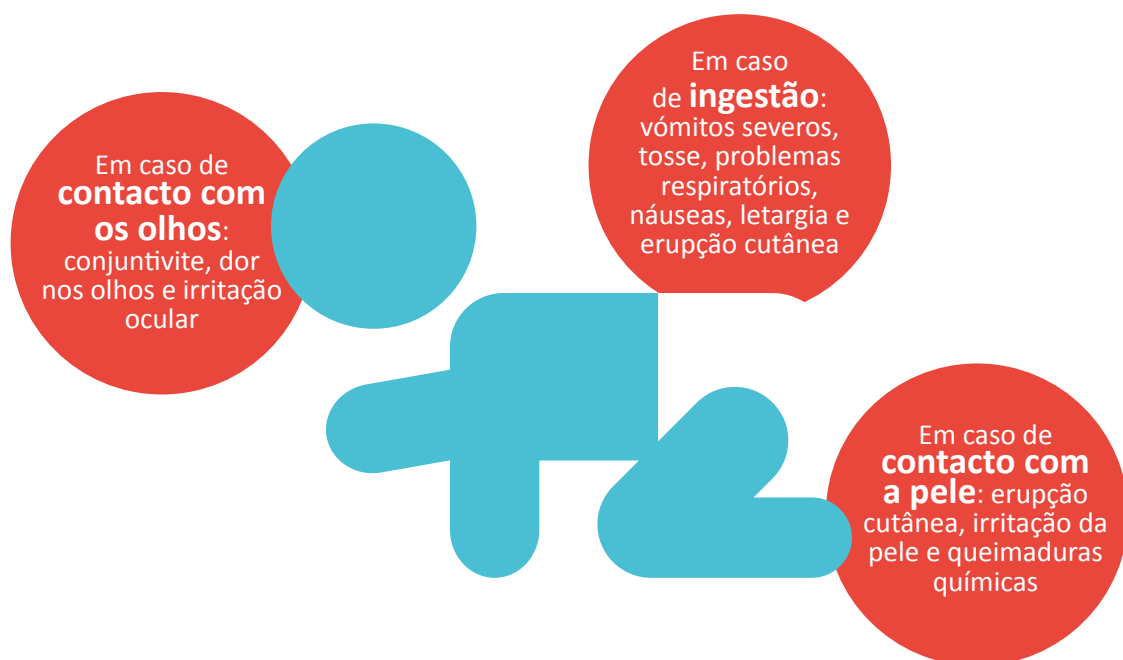 Em caso de
contacto com
os olhos:
conjuntivite, dor
nos olhos e irritação
ocular
Em caso
de ingestão:
vómitos severos,
tosse, problemas
respiratórios,
náuseas, letargia e
erupção cutânea
Em caso de
contacto com
a pele: erupção
cutânea, irritação da
pele e queimaduras
químicas